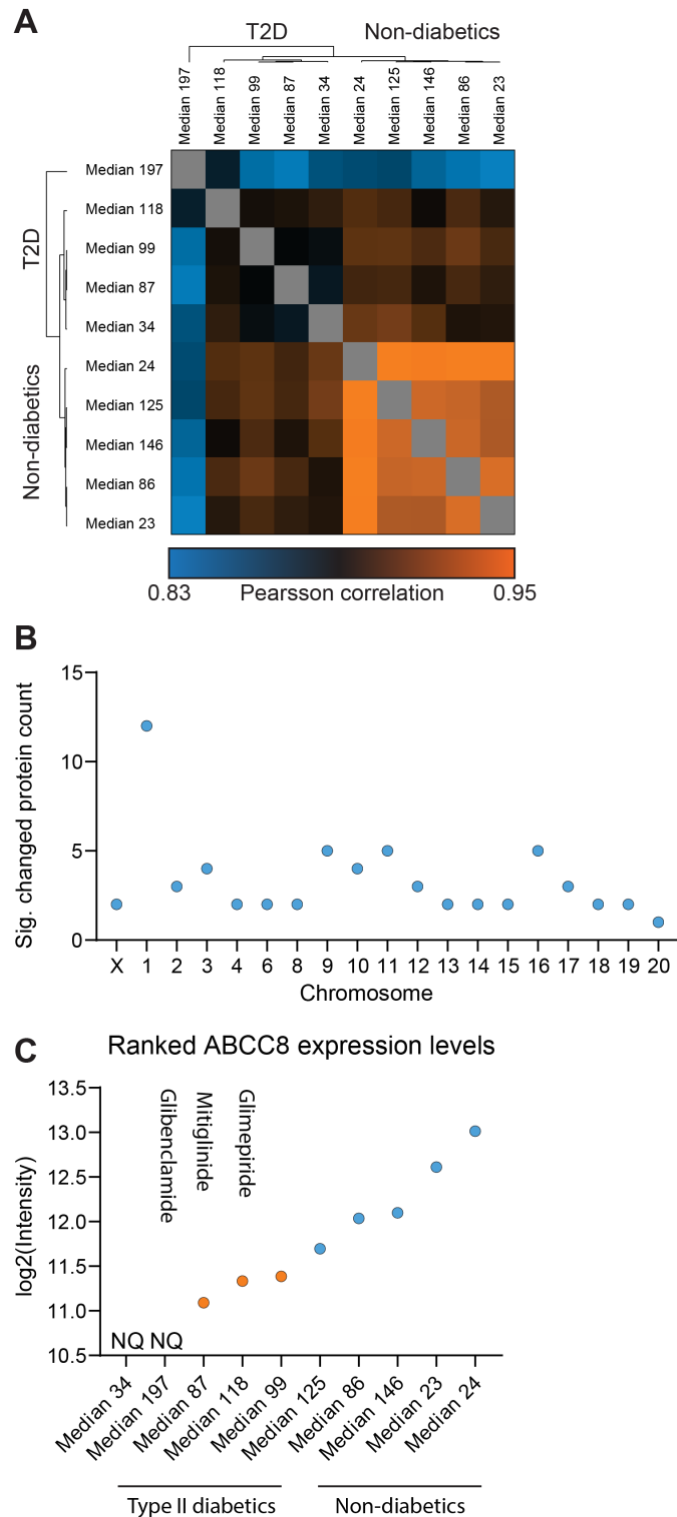 A
T2D Non-diabetics
Median 197 Median 118 Median 99 Median 87 Median 34 Median 24 Median 125 Median 146 Median 86 Median 23
T2D
Non-diabetics
Median 197
Median 118
Median 99
Median 87
Median 34
Median 24
Median 125
Median 146
Median 86
Median 23
0.83 Pearsson correlation 0.95
B
Sig. changed protein count
15
10
5
0
X 1 2 3 4 6 8 9 10 11 12 13 14 15 16 17 18 19 20
Chromosome
C
Ranked ABCC8 expression levels
log2(Intensity)
13.5
13.0
12.5
12.0
11.5
11.0
10.5
Glibenclamide
Mitiglinide
Glimepiride
NQ NQ
Median 34 Median 197 Median 87 Median 118 Median 99 Median 125 Median 86 Median 146 Median 23 Median 24
Type II diabetics Non-diabetics